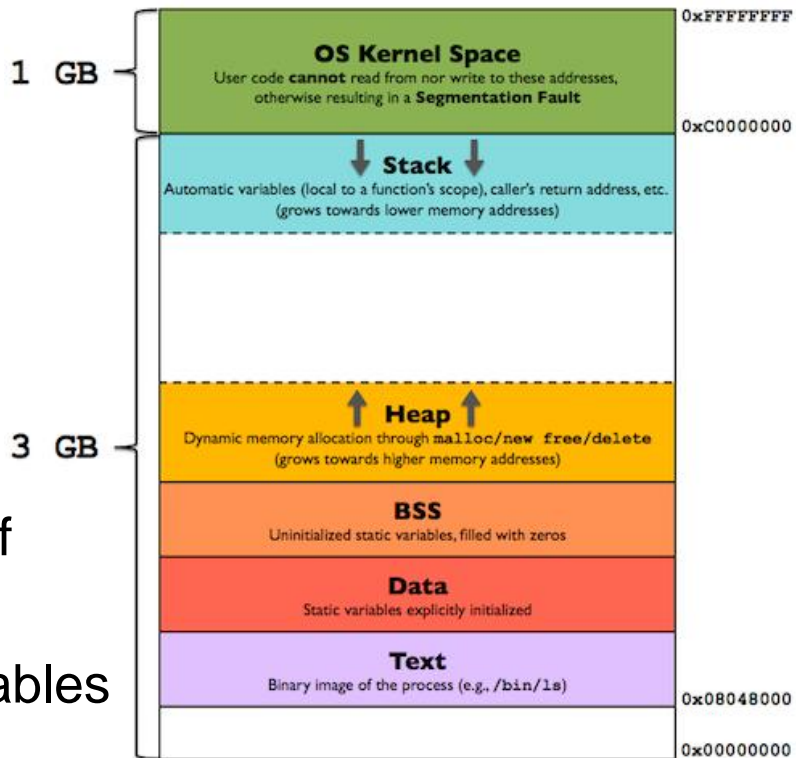 0xFFFFFFFF
OS Kernel Space
1 GB
User code cannot read from nor write to these addresses,
otherwise resulting in a Segmentation Fault
0xC0000000
Stack
Automatic variables (local to a function's scope), caller's return address, etc.
(grows towards lower memory addresses)
Heap
3 GB
Dynamic memory allocation through malloc/new free/delete
(grows towards higher memory addresses)
BSS
Uninitialized static variables, filled with zeros
f
Data
Static variables explicitly initialized
Text
ables
Binary image of the process (e.g., /bin/ls)
0x08048000
0x00000000